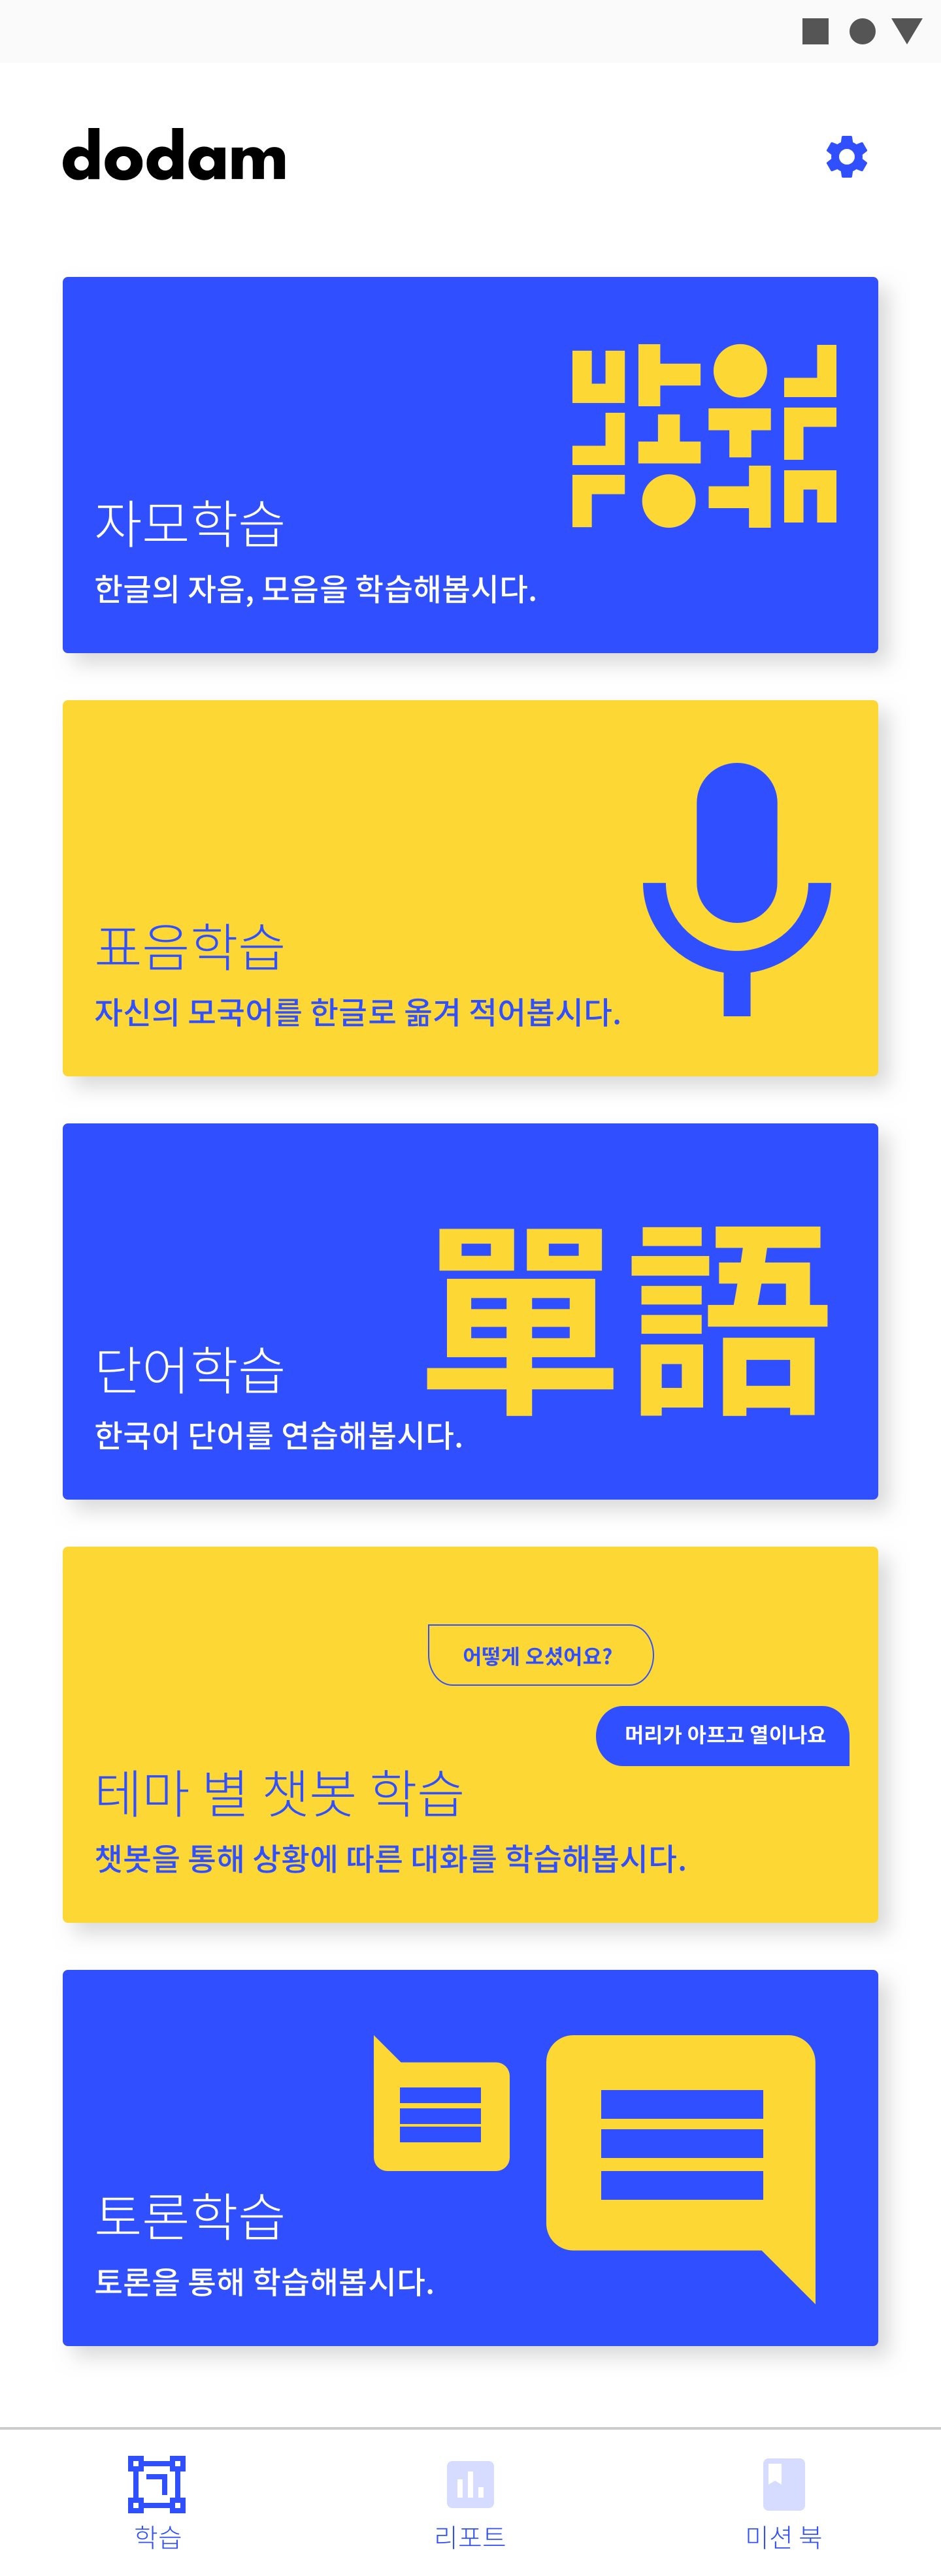 dodam
자모학습
한글의 자음, 모음을 학습해봅시다.
표음학습
자신의 모국어를 한글로 옮겨 적어봅시다.
單語
단어학습
한국어 단어를 연습해봅시다.
어떻게 오셨어요?
머리가 아프고 열이나요
테마 별 챗봇 학습
챗봇을 통해 상황에 따른 대화를 학습해봅시다.
토론학습
토론을 통해 학습해봅시다.
학습
리포트
미션 북